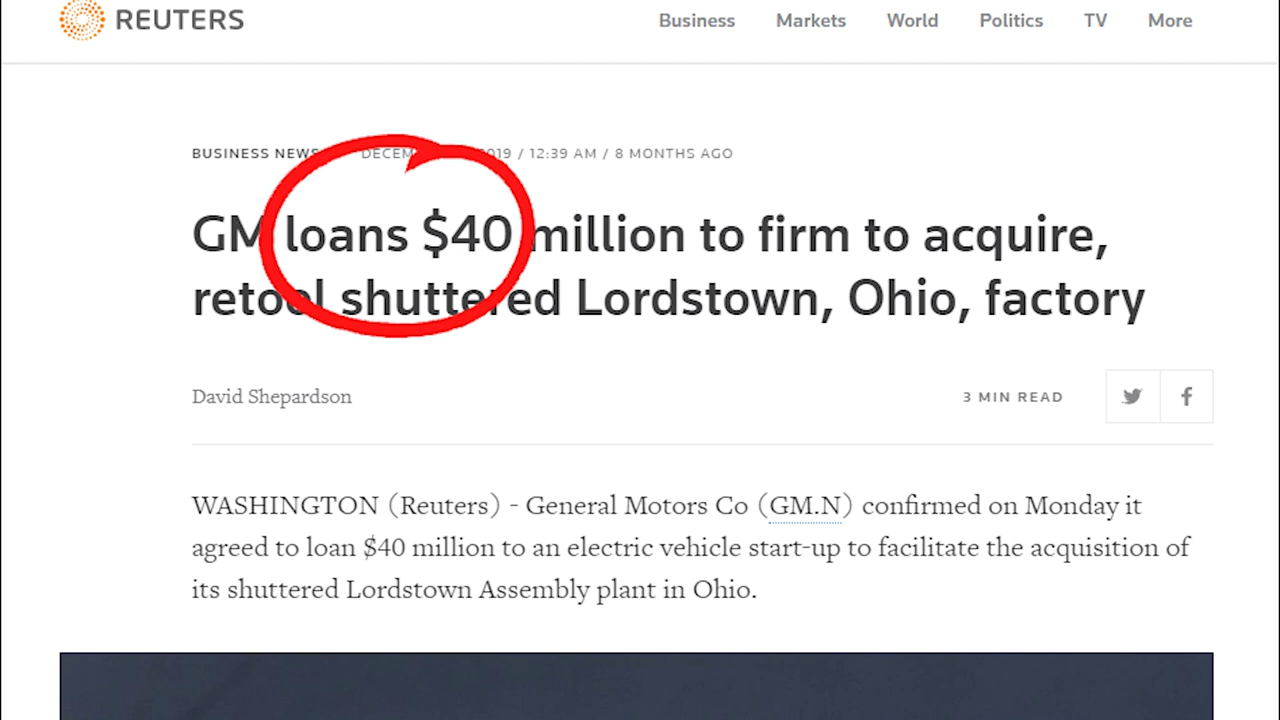 REUTERS
Business Markets World Politics TV More
BUSINESS NEWS 2019 / 12:39 AM / 8 MONTHS AGO
GM loans $40 million to firm to acquire,
retool shuttered Lordstown, Ohio, factory
David Shepardson
3 MIN READ
WASHINGTON (Reuters) - General Motors Co (GM.N) confirmed on Monday it
agreed to loan $40 million to an electric vehicle start-up to facilitate the acquisition of
its shuttered Lordstown Assembly plant in Ohio.